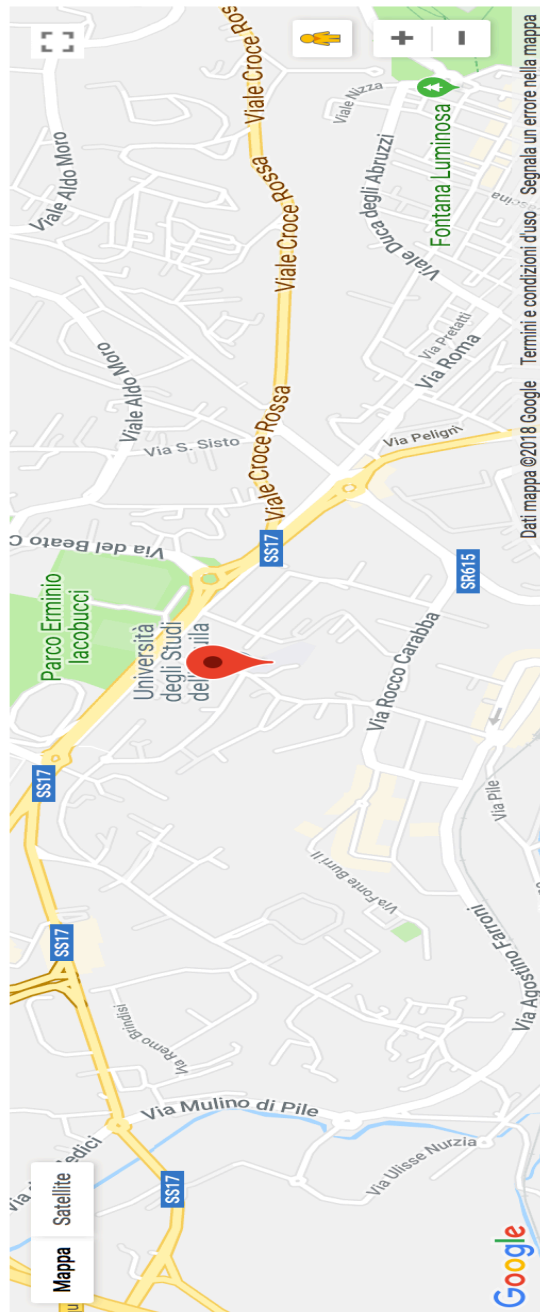 Mappa
Satellite
Viale Aldo Moro
Viale Croce Rossa
Viale Croce Rossa
Viale Croce Rossa
Viale Croce Rossa
Viale Aldo Moro
Via S. Sisto
Via del Beato C
Parco Erminio
Iacobucci
Università
degli Studi
SS17
SS17
SS17
SS17
Via Remo Brindisi
Via Mulino di Pile
Via Ulisse Nurzia
Via Agostino Farroni
Via Fonte Burri II
Via Pile
Via Rocco Carabba
SR615
Via Peligni
Via Roma
Via Pretatti
Viale Duca degli Abruzzi
Viale Nizza
Fontana Luminosa
Google
Dati mappa ©2018 Google
Termini e condizioni d'uso
Segnala un errore nella mappa